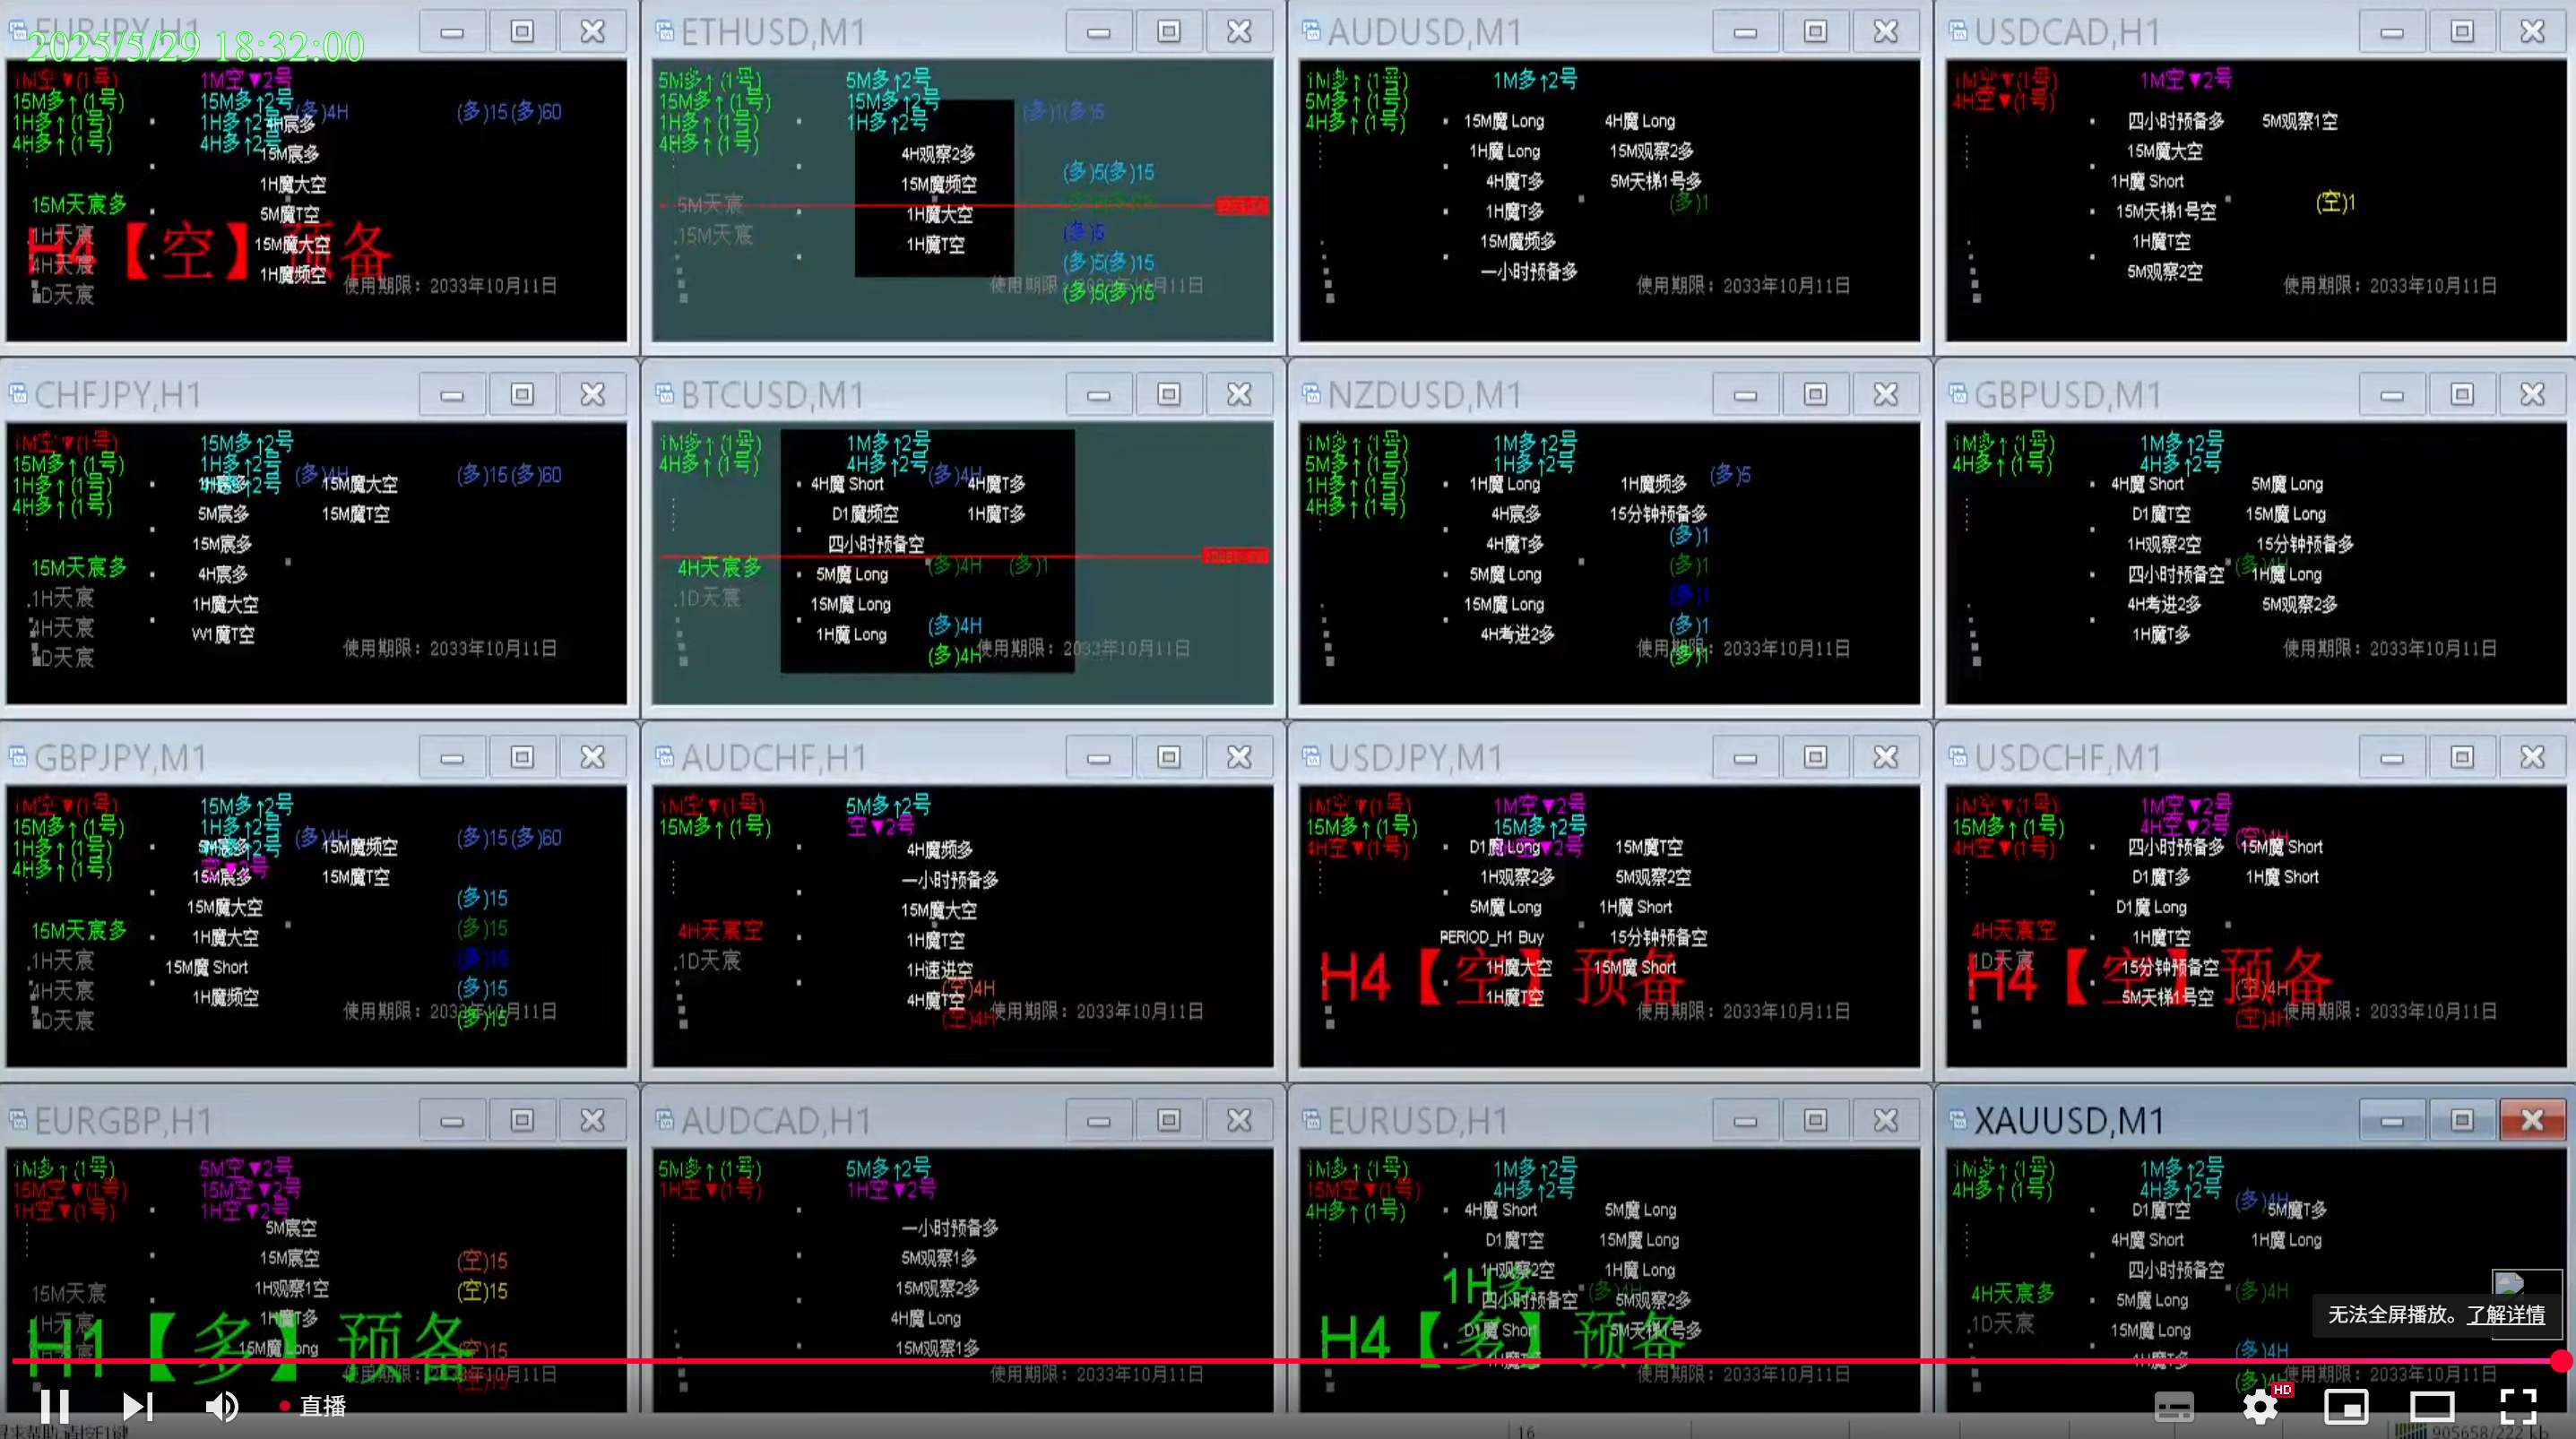 EURJPY,H1
2025/5/29 18:32:00
1M空▼(1号) 1M空▼2号
15M多↑(1号) 15M多↑2号
1H多↑(1号) 1H多↑2号 (多)4H (多)15(多)60
4H多↑(1号) 4H多↑2号 4H宸多
15M宸多
1H魔大空
15M天宸多 5M魔T空
1H天宸 15M魔大空
H4【空】预备
4H天宸 1H魔频空
1D天宸 使用期限：2033年10月11日
ETHUSD,M1
5M多↑(1号) 5M多↑2号
15M多↑(1号) 15M多↑2号
1H多↑(1号) 1H多↑2号 (多)1(多)5
4H多↑(1号) 4H观察2多
15M魔频空 (多)5(多)15
5M天宸 1H魔大空
15M天宸 1H魔T空 (多)5
(多)5(多)15
使用期限：2033年10月11日
(多)5(多)15
AUDUSD,M1
1M多↑(1号) 1M多↑2号
5M多↑(1号)
4H多↑(1号)
15M魔 Long 4H魔 Long
1H魔 Long 15M观察2多
4H魔T多 5M天梯1号多
1H魔T多 (多)1
15M魔频多
一小时预备多
使用期限：2033年10月11日
USDCAD,H1
1M空▼(1号) 1M空▼2号
4H空▼(1号)
四小时预备多 5M观察1空
15M魔大空
1H魔 Short
15M天梯1号空 (空)1
1H魔T空
5M观察2空
使用期限：2033年10月11日
CHFJPY,H1
1M空▼(1号) 15M多↑2号
15M多↑(1号) 1H多↑2号 (多)4H (多)15(多)60
1H多↑(1号) 1H宸多 15M魔大空
4H多↑(1号) 5M宸多 15M魔T空
15M宸多
15M天宸多 4H宸多
1H天宸 1H魔大空
4H天宸 W1魔T空
1D天宸 使用期限：2033年10月11日
BTCUSD,M1
1M多↑(1号) 1M多↑2号
4H多↑(1号) 4H多↑2号 (多)4H
4H魔 Short 4H魔T多
D1魔频空 1H魔T多
四小时预备空
4H天宸多 5M魔 Long (多)4H (多)1
1D天宸 15M魔 Long
1H魔 Long (多)4H
(多)4H 使用期限：2033年10月11日
NZDUSD,M1
1M多↑(1号) 1M多↑2号
5M多↑(1号) 1H多↑2号 (多)5
1H多↑(1号) 1H魔 Long 1H魔频多
4H多↑(1号) 4H宸多 15分钟预备多
4H魔T多 (多)1
5M魔 Long (多)1
15M魔 Long (多)1
4H考进2多 (多)1
使用期限：2033年10月11日
(多)1
GBPUSD,M1
1M多↑(1号) 1M多↑2号
4H多↑(1号) 4H多↑2号
4H魔 Short 5M魔 Long
D1魔T空 15M魔 Long
1H观察2空 15分钟预备多
四小时预备空 (多)4H 1H魔 Long
4H考进2多 5M观察2多
1H魔T多
使用期限：2033年10月11日
GBPJPY,M1
1M空▼(1号) 15M多↑2号
15M多↑(1号) 1H多↑2号 (多)4H (多)15(多)60
1H多↑(1号) 5M宸多 15M魔频空
4H多↑(1号) 空▼2号
15M宸多 15M魔T空
15M魔大空 (多)15
15M天宸多 1H魔大空 (多)15
1H天宸 15M魔 Short (多)15
4H天宸 1H魔频空 (多)15
1D天宸 使用期限：2033年10月11日
(多)15
AUDCHF,H1
1M空▼(1号) 5M多↑2号
15M多↑(1号) 空▼2号
4H魔频多
一小时预备多
15M魔大空
4H天宸空 1H魔T空
1D天宸 1H速进空
4H魔T空 (空)4H
使用期限：2033年10月11日
(空)4H
USDJPY,M1
1M空▼(1号) 1M空▼2号
15M多↑(1号) 15M多↑2号
4H空▼(1号) D1魔 Long 15M魔T空
1H观察2多 5M观察2空
5M魔 Long 1H魔 Short
PERIOD_H1 Buy 15分钟预备空
H4【空】预备
1H魔大空 15M魔 Short
1H魔T空
使用期限：2033年10月11日
USDCHF,M1
1M空▼(1号) 1M空▼2号
15M多↑(1号) 4H空▼2号 (空)4H
4H空▼(1号) 四小时预备多 15M魔 Short
D1魔T多 1H魔 Short
D1魔 Long
4H天宸空 1H魔T空
1D天宸 15分钟预备空
H4【空】预备
5M天梯1号空 (空)4H
使用期限：2033年10月11日
(空)4H
EURGBP,H1
1M多↑(1号) 5M空▼2号
15M空▼(1号) 15M空▼2号
1H空▼(1号) 1H空▼2号
5M宸空
15M宸空 (空)15
15M天宸 1H观察1空 (空)15
1H天宸 1H魔T多
H1【多】预备
15M魔 Long (空)15
使用期限：2033年10月11日
AUDCAD,H1
5M多↑(1号) 5M多↑2号
1H空▼(1号) 1H空▼2号
一小时预备多
5M观察1多
15M观察2多
4H魔 Long
15M观察1多
使用期限：2033年10月11日
EURUSD,H1
1M多↑(1号) 1M多↑2号
15M空▼(1号) 4H多↑2号
4H多↑(1号) 4H魔 Short 5M魔 Long
D1魔T空 15M魔 Long
1H观察2空 1H魔 Long
1H多 (多)4H
四小时预备空 5M观察2多
H4【多】预备
D1魔 Short 5M天梯1号多
1H魔T多
使用期限：2033年10月11日
XAUUSD,M1
1M多↑(1号) 1M多↑2号
4H多↑(1号) 4H多↑2号 (多)4H
D1魔T空 5M魔T多
4H魔 Short 1H魔 Long
四小时预备空
4H天宸多 5M魔 Long (多)4H
1D天宸 15M魔 Long
(多)4H
使用期限：2033年10月11日
无法全屏播放。了解详情
直播
HD
16
905658/222 kb